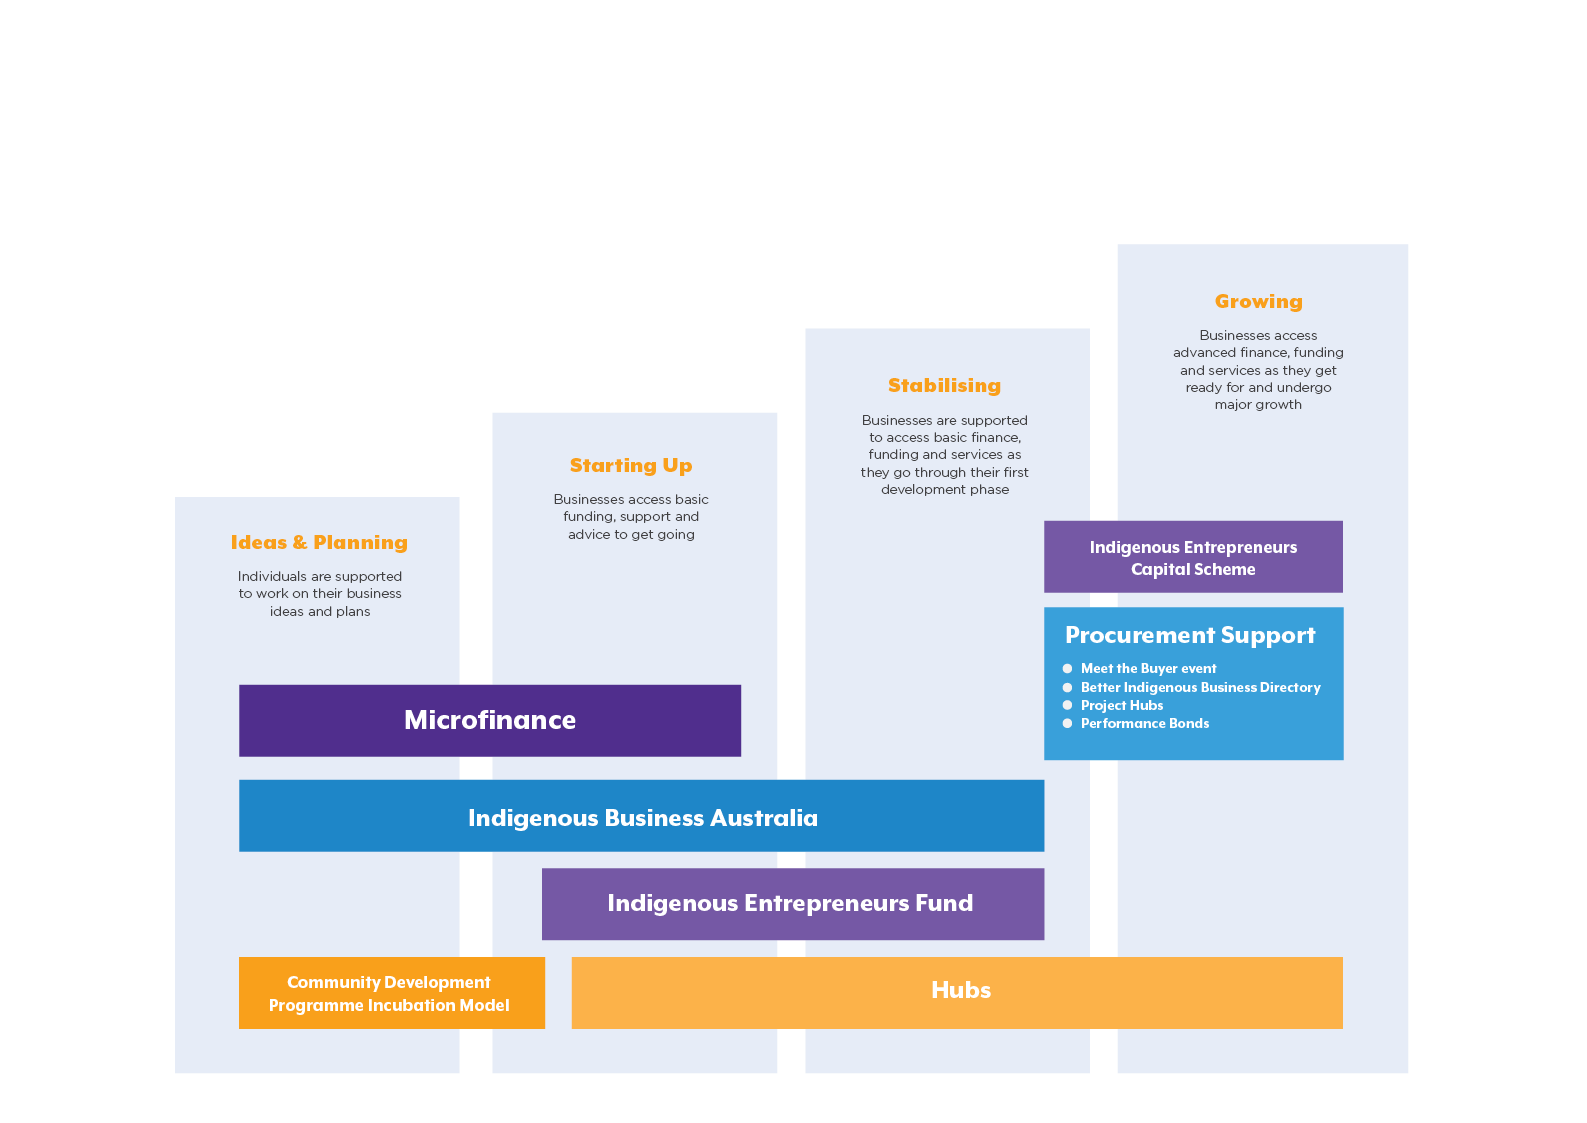 Growing
Businesses access
advanced finance, funding
and services as they get
ready for and undergo
major growth
Stabilising
Businesses are supported
to access basic finance,
funding and services as
they go through their first
development phase
Starting Up
Businesses access basic
funding, support and
advice to get going
Ideas & Planning
Individuals are supported
to work on their business
ideas and plans
Indigenous Entrepreneurs
Capital Scheme
Procurement Support
Meet the Buyer event
Better Indigenous Business Directory
Project Hubs
Performance Bonds
Microfinance
Indigenous Business Australia
Indigenous Entrepreneurs Fund
Community Development
Programme Incubation Model
Hubs